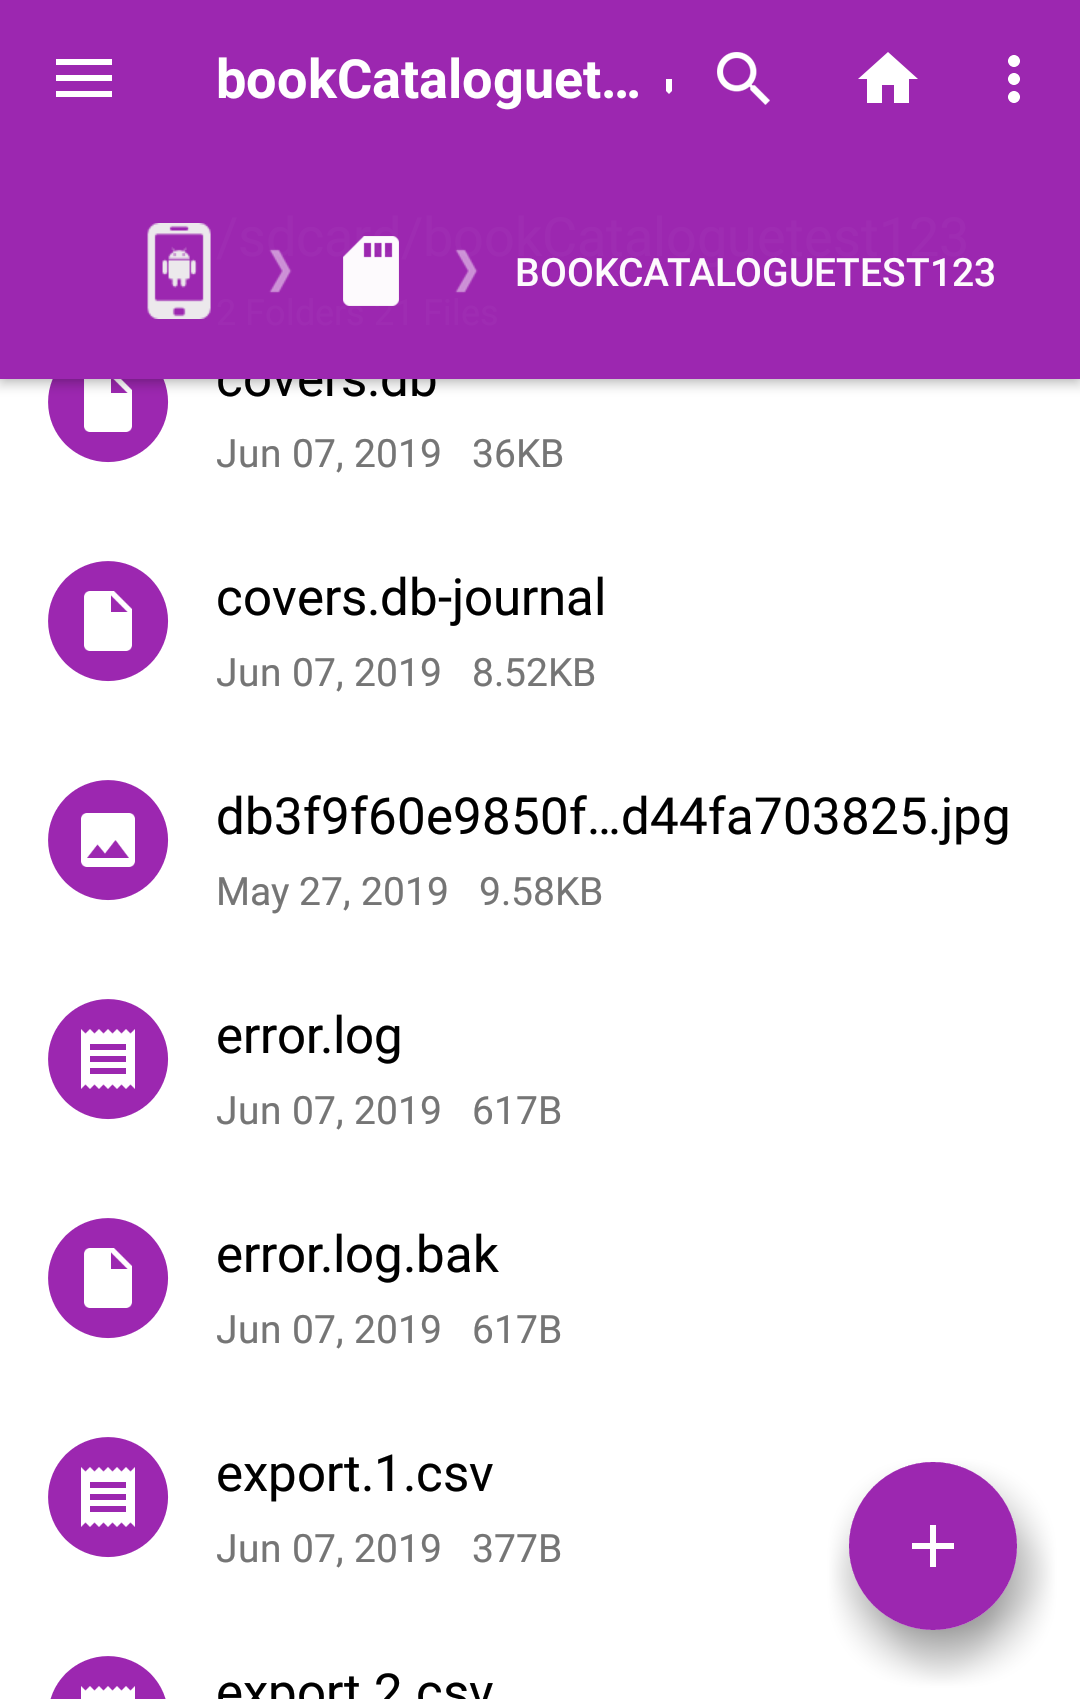 bookCataloguet...
/sdcard/bookCataloguetest123
BOOKCATALOGUETEST123
2 Folders 21 Files
covers.db
Jun 07, 2019 36KB
covers.db-journal
Jun 07, 2019 8.52KB
db3f9f60e9850f...d44fa703825.jpg
May 27, 2019 9.58KB
error.log
Jun 07, 2019 617B
error.log.bak
Jun 07, 2019 617B
export.1.csv
Jun 07, 2019 377B
export.2.csv